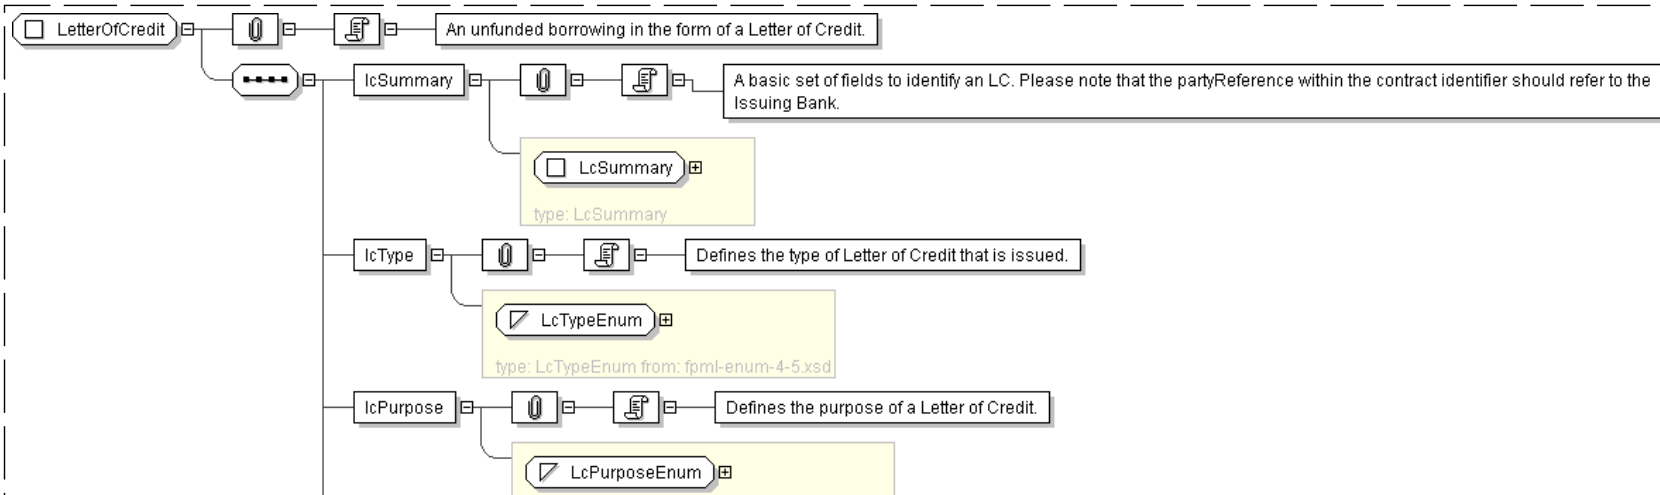 LetterOfCredit
An unfunded borrowing in the form of a Letter of Credit.
lcSummary
A basic set of fields to identify an LC. Please note that the partyReference within the contract identifier should refer to the
Issuing Bank.
LcSummary
type: LcSummary
lcType
Defines the type of Letter of Credit that is issued.
LcTypeEnum
type: LcTypeEnum from: fpml-enum-4-5.xsd
lcPurpose
Defines the purpose of a Letter of Credit.
LcPurposeEnum